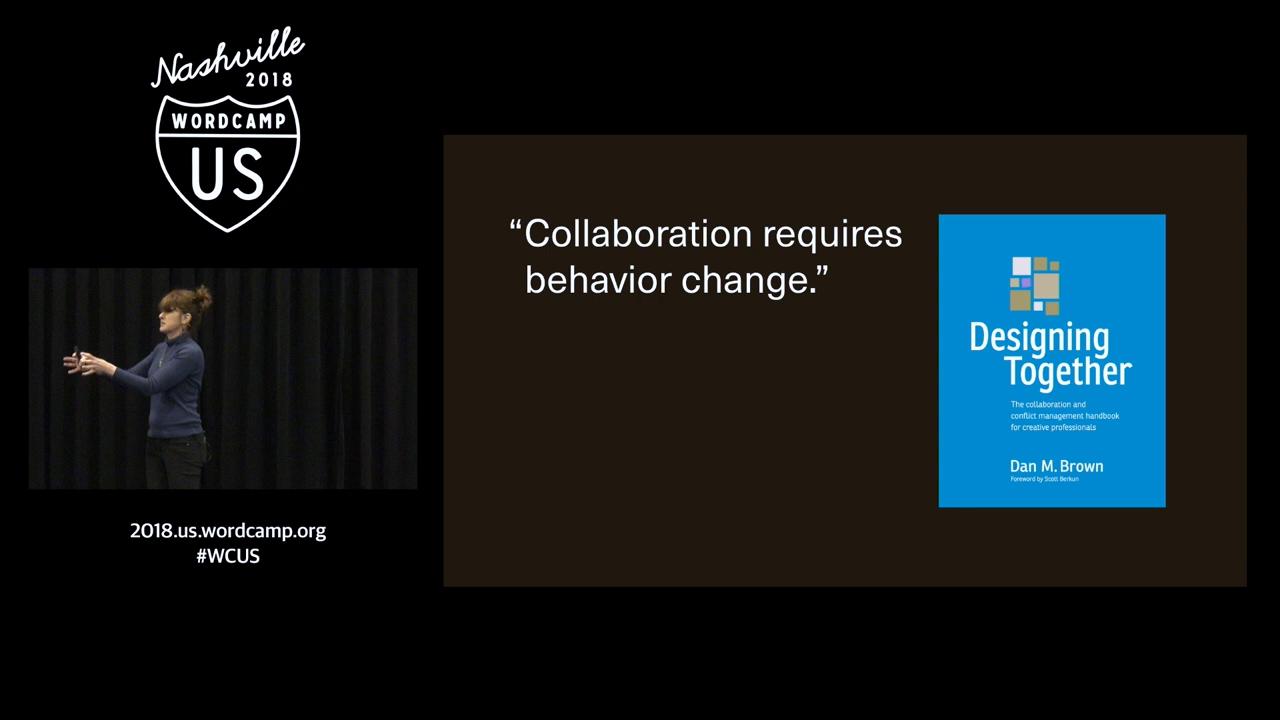 Nashville
2018
WORDCAMP
US
2018.us.wordcamp.org
#WCUS
“Collaboration requires
behavior change.”
Designing
Together
The collaboration and
conflict management handbook
for creative professionals
Dan M. Brown
Foreword by Scott Berkun